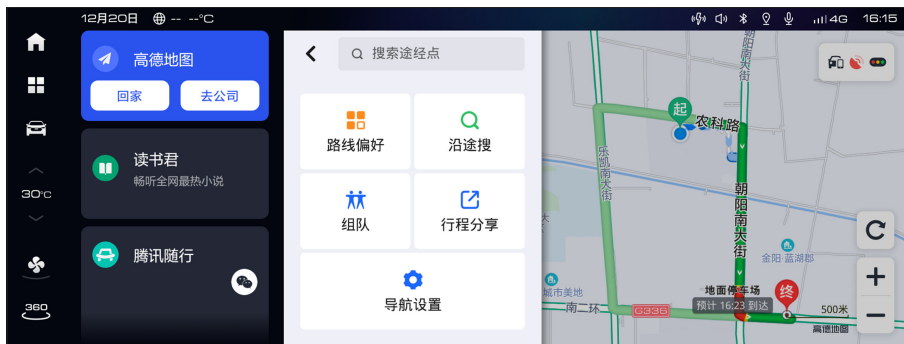 12月20日 -- --°C
4G 16:15
高德地图
回家
去公司
读书君
畅听全网最热小说
30°C
腾讯随行
360
搜索途经点
路线偏好
沿途搜
组队
行程分享
导航设置
朝阳南大街
起
农科路
乐凯南大街
朝阳南大街
金阳·蓝湖郡
大
城市美地
地面停车场
终
预计 16:23 到达
南二环
G336
500米
高德地图